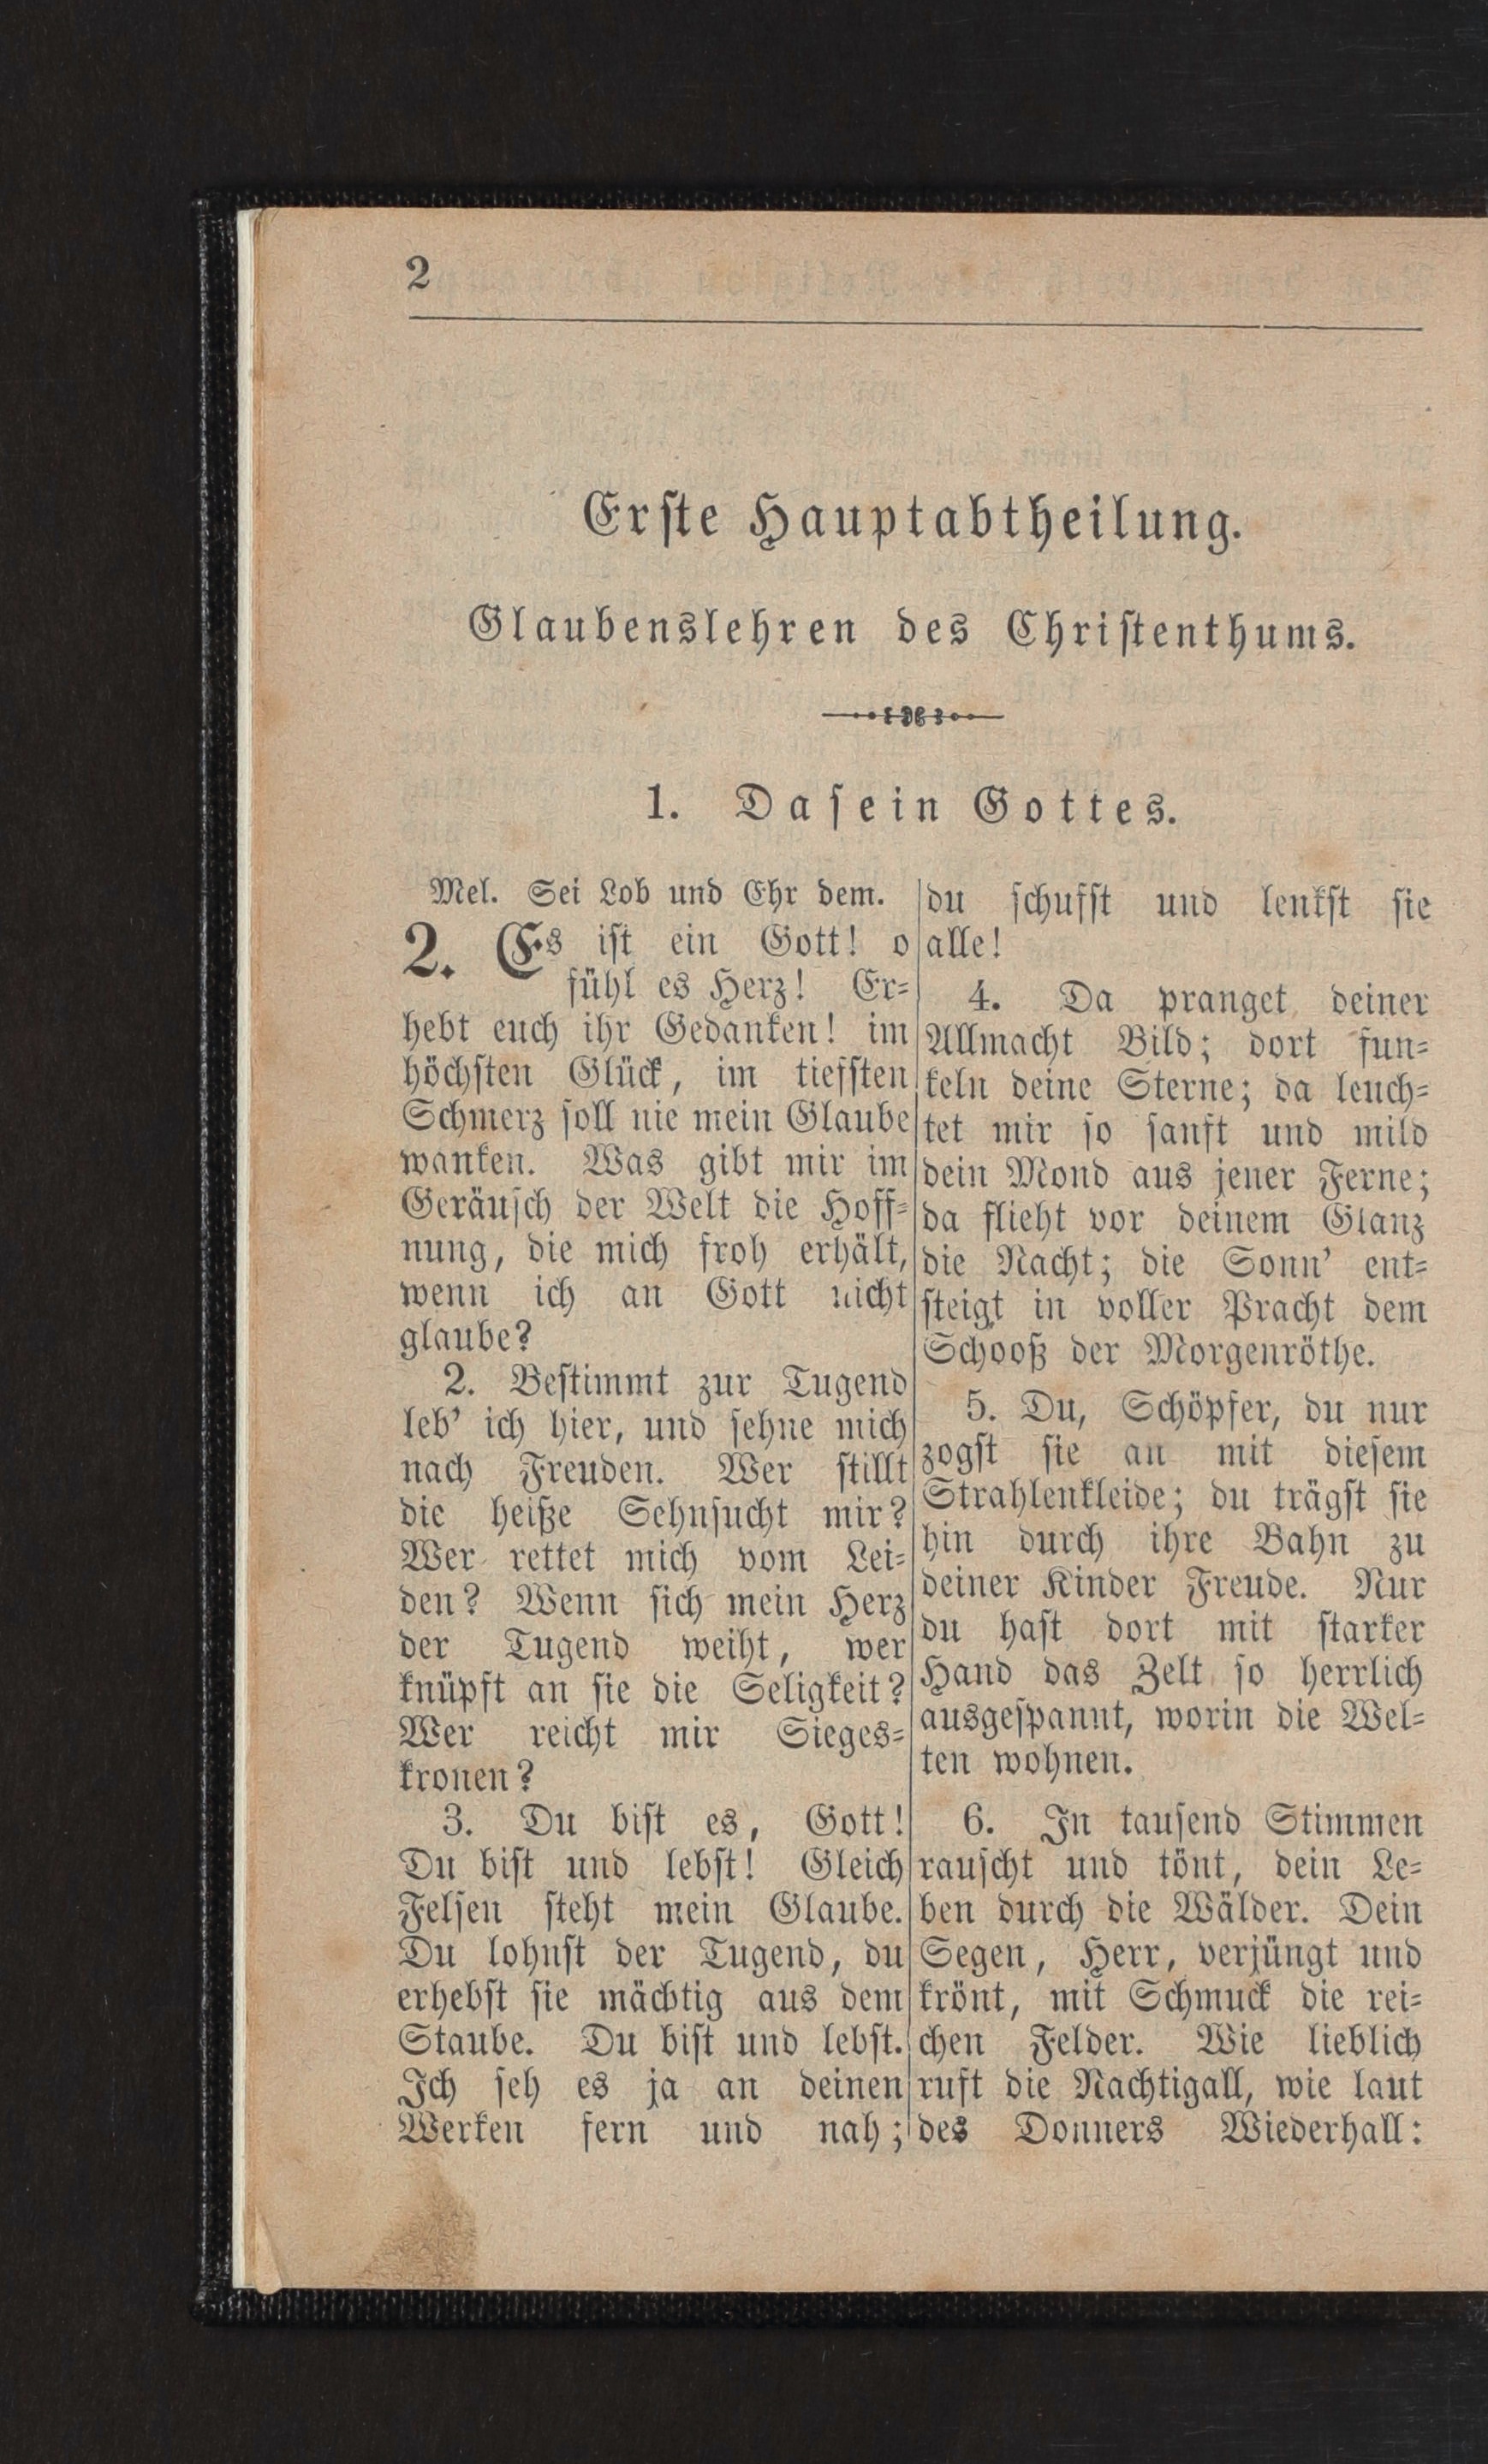 2
Erste Hauptabtheilung.
Glaubenslehren des Christenthums.
1. Dasein Gottes.
Mel. Sei Lob und Ehr dem.
2. Es ist ein Gott! o
fühl es Herz! Er-
hebt euch ihr Gedanken! im
höchsten Glück, im tiefsten
Schmerz soll nie mein Glaube
wanken. Was gibt mir im
Geräusch der Welt die Hoff-
nung, die mich froh erhält,
wenn ich an Gott nicht
glaube?
2. Bestimmt zur Tugend
leb' ich hier, und sehne mich
nach Freuden. Wer stillt
die heiße Sehnsucht mir?
Wer rettet mich vom Lei-
den? Wenn sich mein Herz
der Tugend weiht, wer
knüpft an sie die Seligkeit?
Wer reicht mir Sieges-
kronen?
3. Du bist es, Gott!
Du bist und lebst! Gleich
Felsen steht mein Glaube.
Du lohnst der Tugend, du
erhebst sie mächtig aus dem
Staube. Du bist und lebst.
Ich seh es ja an deinen
Werken fern und nah;
du schufst und lenkst sie
alle!
4. Da pranget deiner
Allmacht Bild; dort fun-
keln deine Sterne; da leuch-
tet mir so sanft und mild
dein Mond aus jener Ferne;
da flieht vor deinem Glanz
die Nacht; die Sonn' ent-
steigt in voller Pracht dem
Schooß der Morgenröthe.
5. Du, Schöpfer, du nur
zogst sie an mit diesem
Strahlenkleide; du trägst sie
hin durch ihre Bahn zu
deiner Kinder Freude. Nur
du hast dort mit starker
Hand das Zelt so herrlich
ausgespannt, worin die Wel-
ten wohnen.
6. In tausend Stimmen
rauscht und tönt, dein Le-
ben durch die Wälder. Dein
Segen, Herr, verjüngt und
krönt, mit Schmuck die rei-
chen Felder. Wie lieblich
ruft die Nachtigall, wie laut
des Donners Wiederhall: